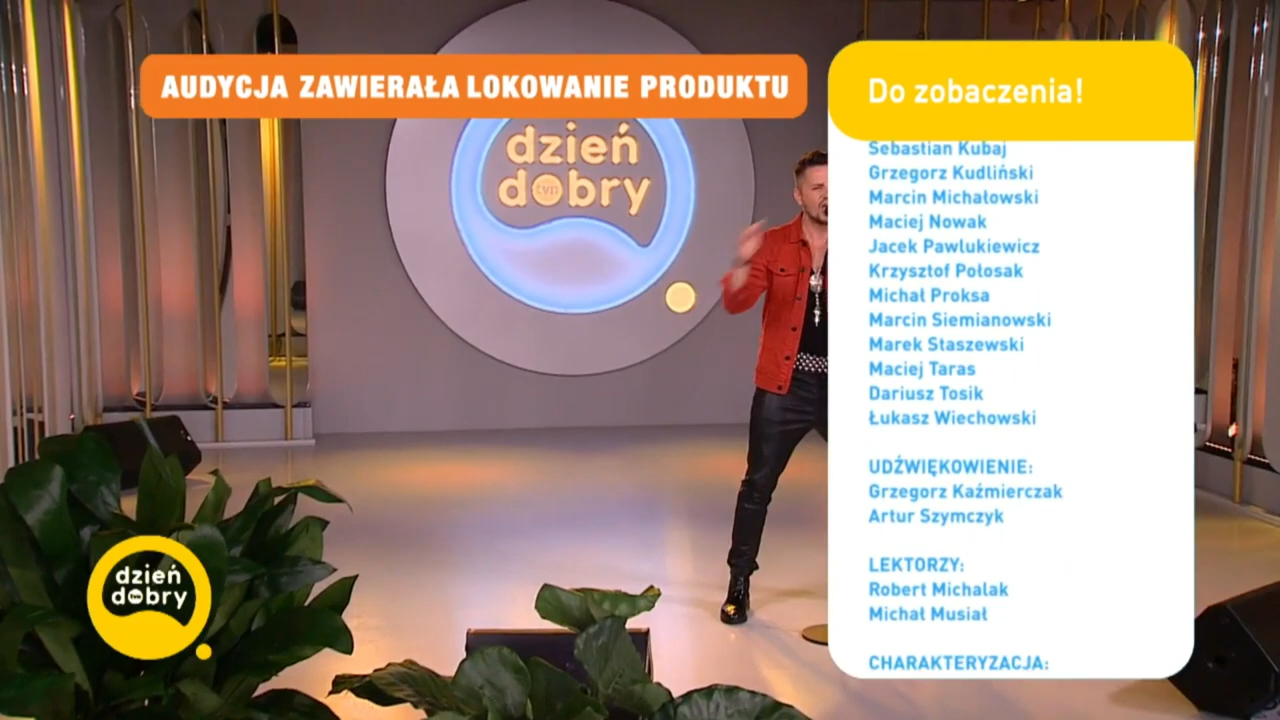 AUDYCJA ZAWIERAŁA LOKOWANIE PRODUKTU
dzień
dobry
tvn
Do zobaczenia!
Sebastian Kubaj
Grzegorz Kudliński
Marcin Michałowski
Maciej Nowak
Jacek Pawlukiewicz
Krzysztof Połosak
Michał Proksa
Marcin Siemianowski
Marek Staszewski
Maciej Taras
Dariusz Tosik
Łukasz Wiechowski
UDŹWIĘKOWIENIE:
Grzegorz Kaźmierczak
Artur Szymczyk
LEKTORZY:
Robert Michalak
Michał Musiał
CHARAKTERYZACJA:
dzień
dobry